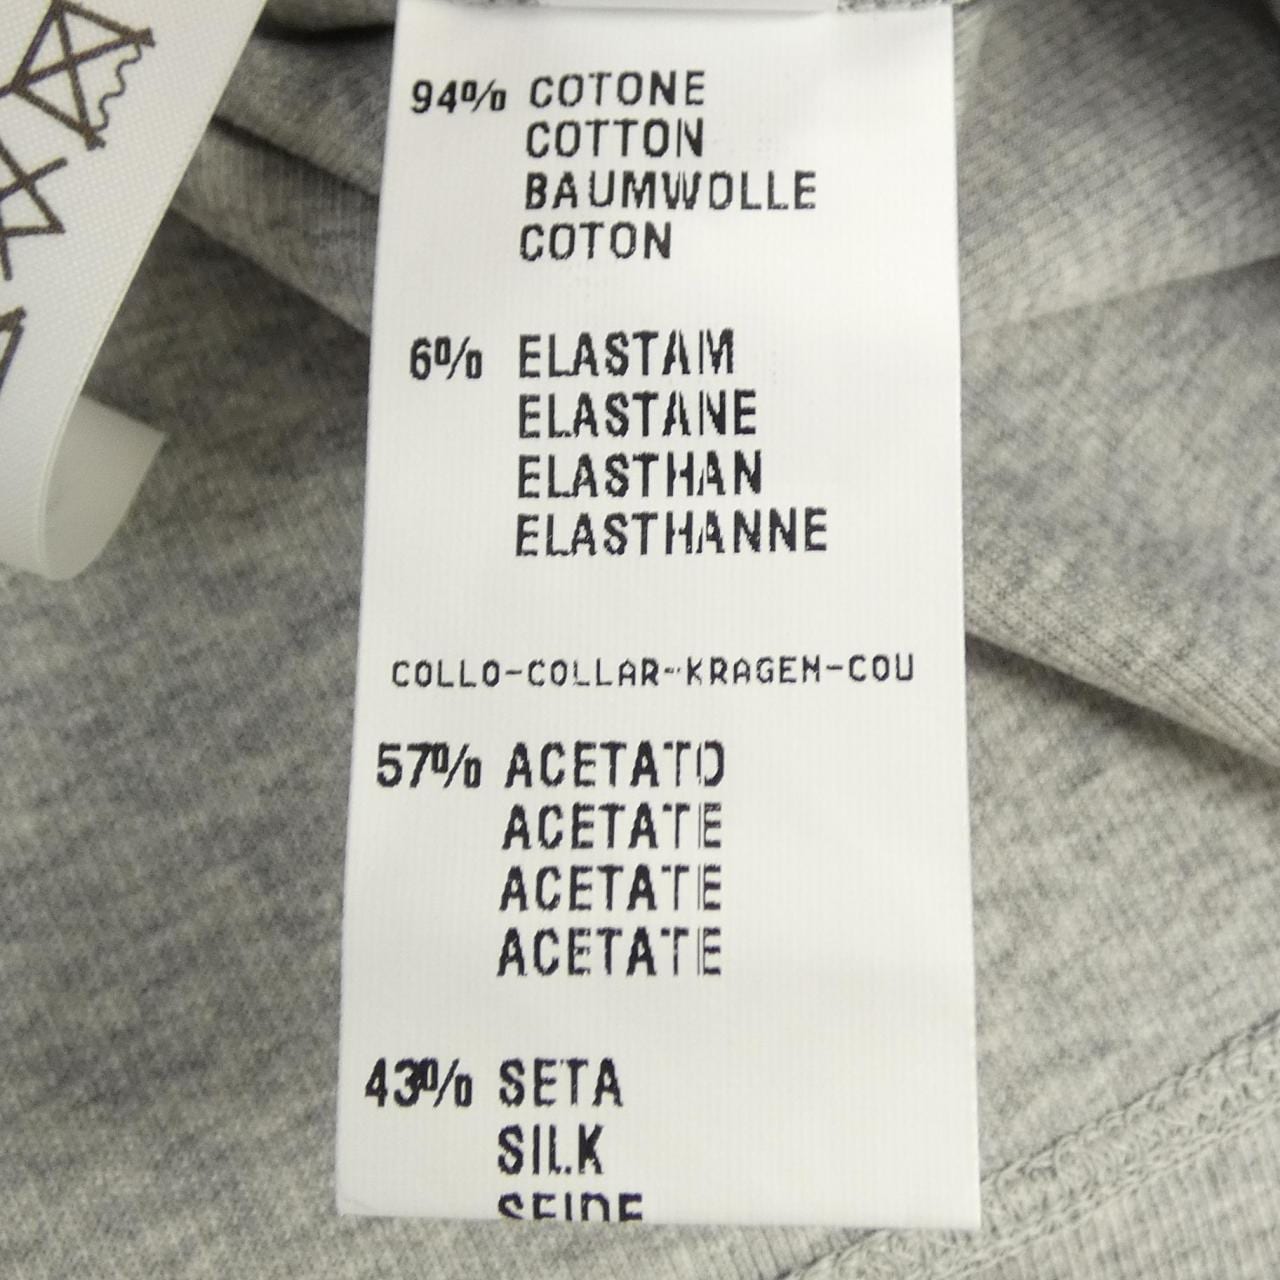 94% COTONE
COTTON
BAUMWOLLE
COTON
6% ELASTAM
ELASTANE
ELASTHAN
ELASTHANNE
COLLO-COLLAR-KRAGEN-COU
57% ACETATO
ACETATE
ACETATE
ACETATE
43% SETA
SILK
SEIDE